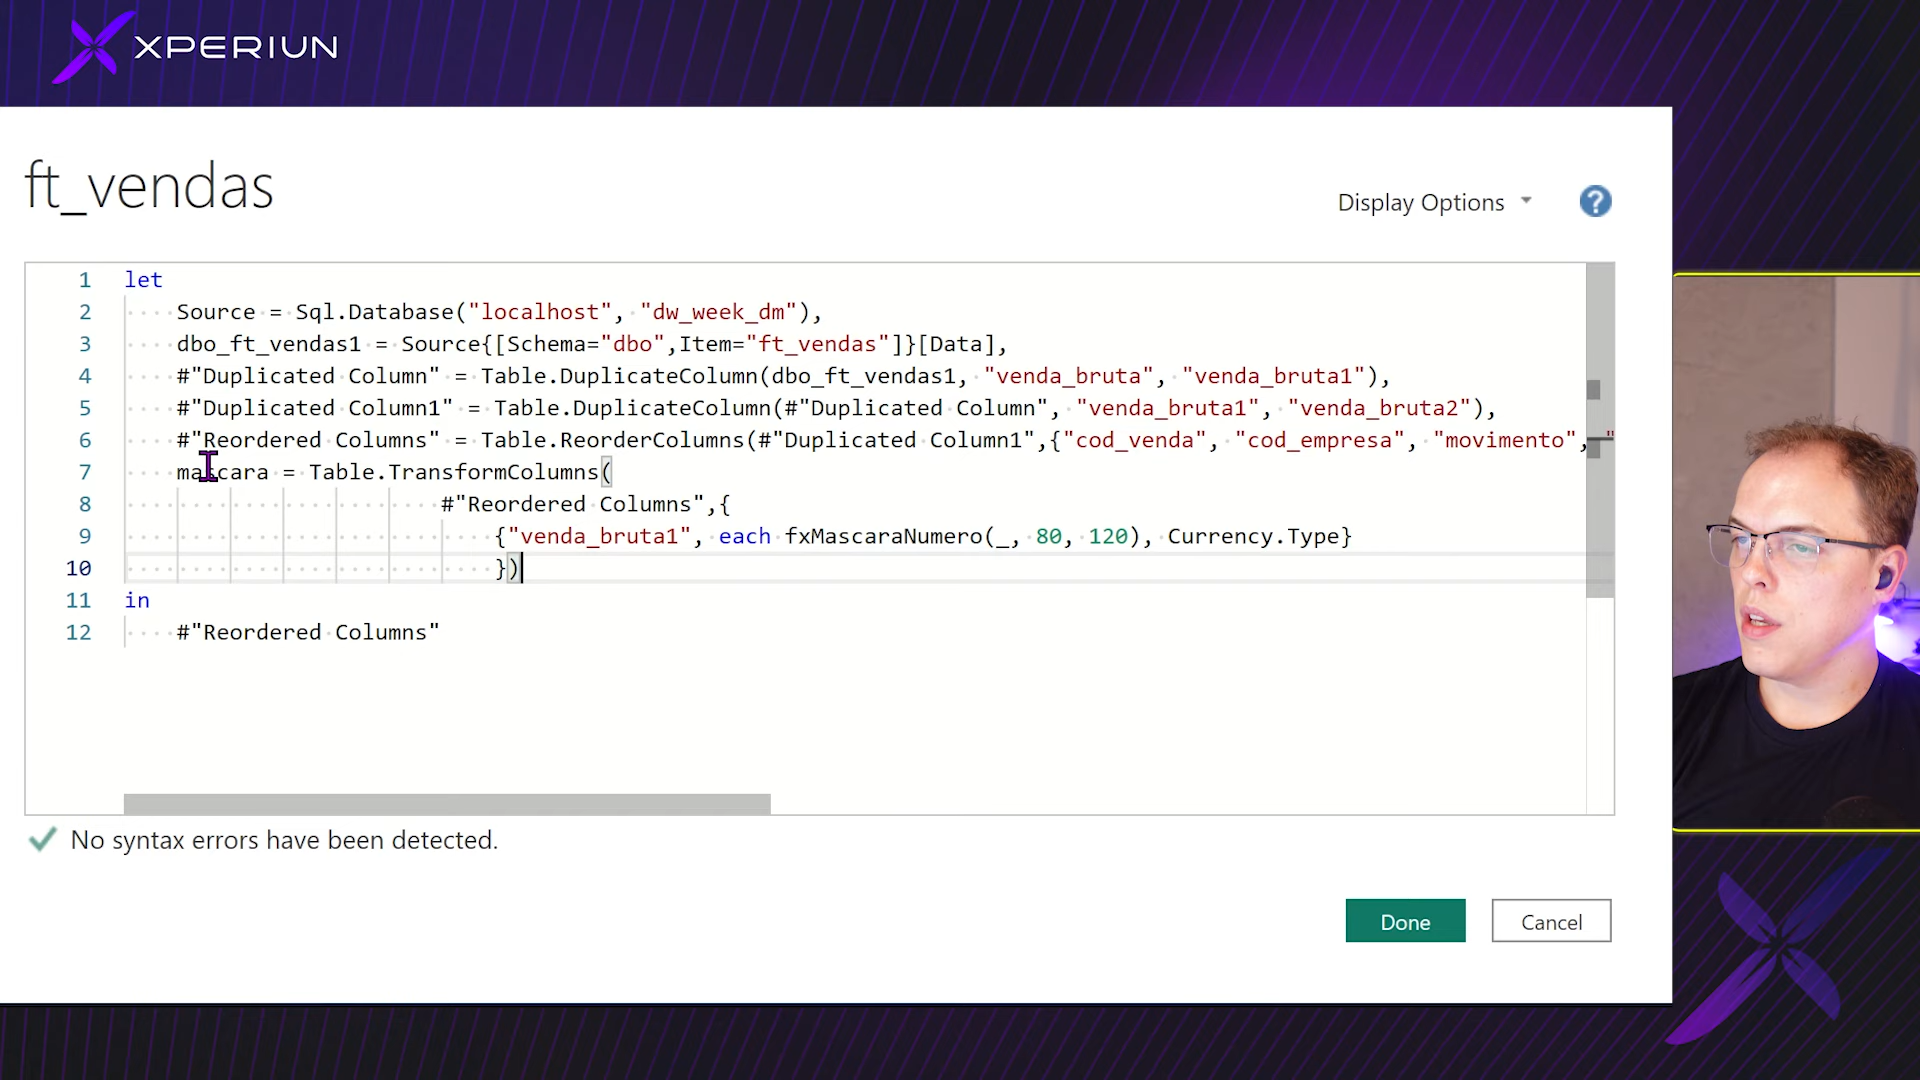 XPERIUN
ft_vendas
Display Options
?
1 let
2 Source = Sql.Database("localhost", "dw_week_dm"),
3 dbo_ft_vendas1 = Source{[Schema="dbo",Item="ft_vendas"]}[Data],
4 #"Duplicated Column" = Table.DuplicateColumn(dbo_ft_vendas1, "venda_bruta", "venda_bruta1"),
5 #"Duplicated Column1" = Table.DuplicateColumn(#"Duplicated Column", "venda_bruta1", "venda_bruta2"),
6 #"Reordered Columns" = Table.ReorderColumns(#"Duplicated Column1",{"cod_venda", "cod_empresa", "movimento", "
7 mascara = Table.TransformColumns(
8 #"Reordered Columns",{
9 {"venda_bruta1", each fxMascaraNumero(_, 80, 120), Currency.Type}
10 })
11 in
12 #"Reordered Columns"
No syntax errors have been detected.
Done
Cancel